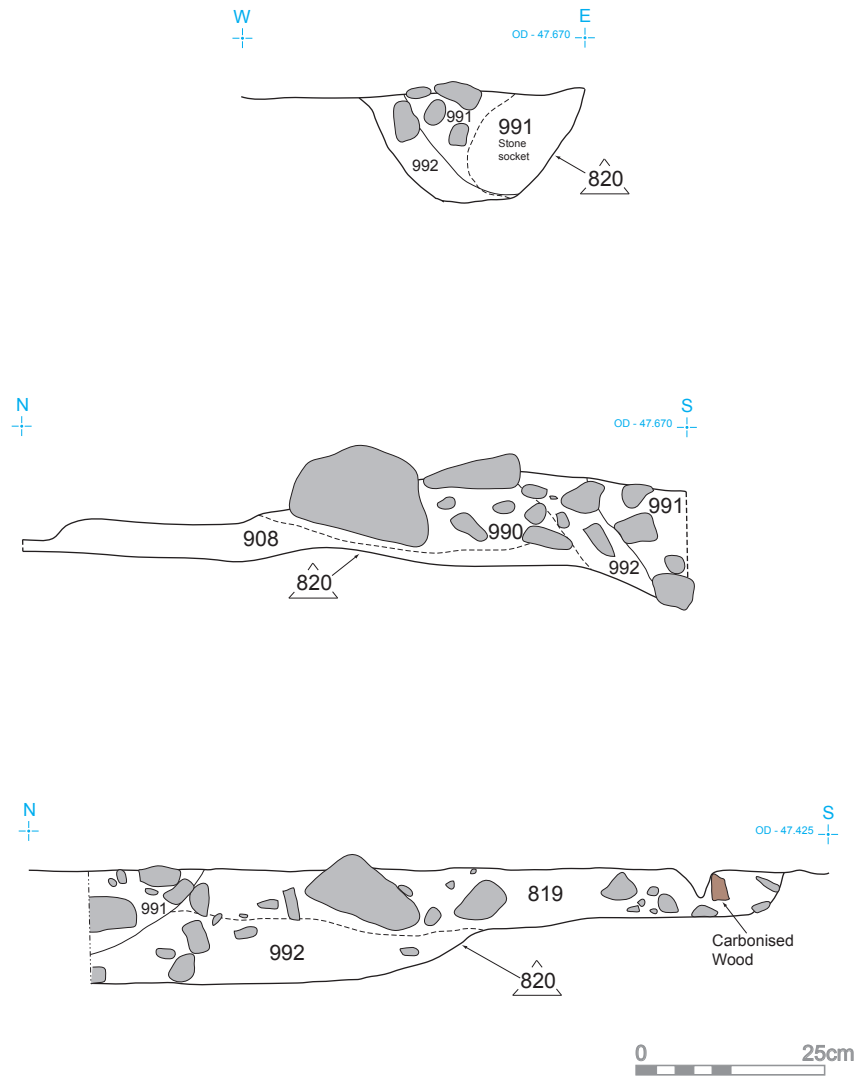 W E
OD - 47.670
991
991
Stone
socket
992
820
N S
OD - 47.670
991
908
990
992
820
N S
OD - 47.425
819
991
992
Carbonised
Wood
820
0 25cm